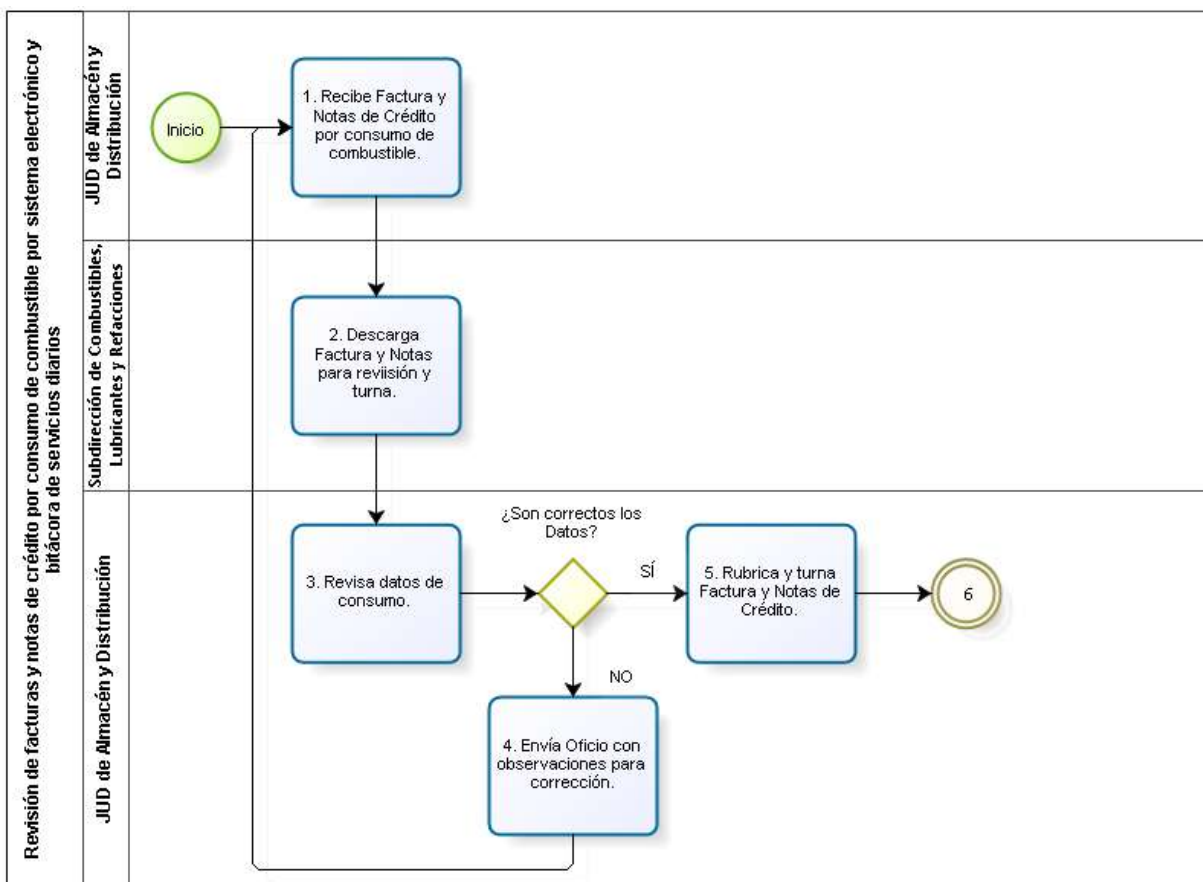 Revisión de facturas y notas de crédito por consumo de combustible por sistema electrónico y
bitácora de servicios diarios
JUD de Almacén y
Distribución
Inicio
1. Recibe Factura y
Notas de Crédito
por consumo de
combustible.
Subdirección de Combustibles,
Lubricantes y Refacciones
2. Descarga
Factura y Notas
para reviisión y
turna.
JUD de Almacén y Distribución
3. Revisa datos de
consumo.
¿Son correctos los
Datos?
SÍ
5. Rubrica y turna
Factura y Notas de
Crédito.
6
NO
4. Envía Oficio con
observaciones para
corrección.